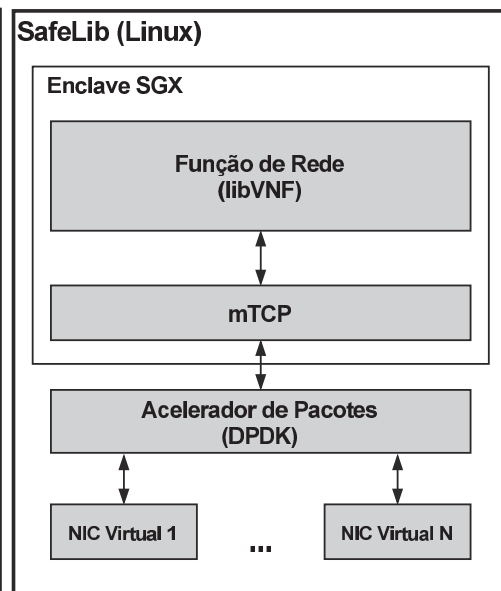 SafeLib (Linux)
Enclave SGX
Função de Rede
(libVNF)
mTCP
Acelerador de Pacotes
(DPDK)
NIC Virtual 1
...
NIC Virtual N